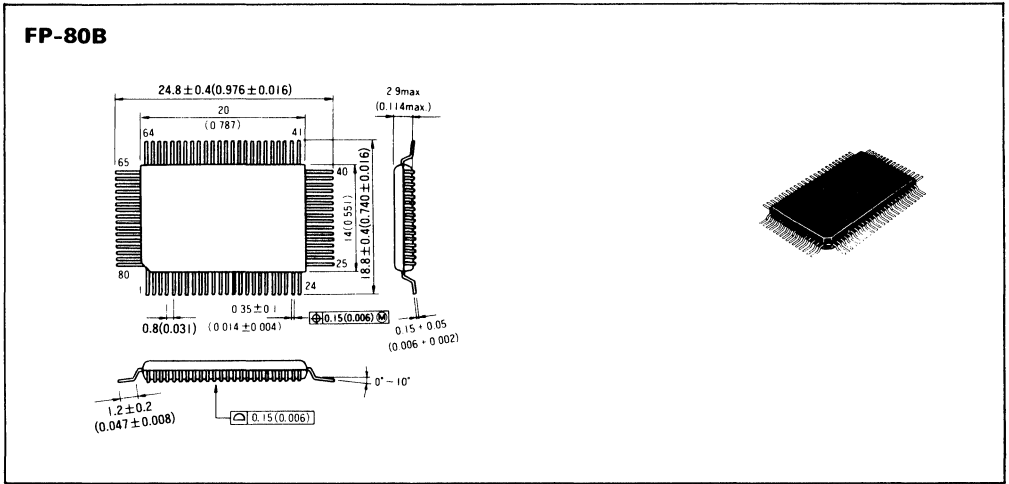 FP-80B
24.8±0.4(0.976±0.016)
20
(0 787)
2 9max
(0.114max.)
64
41
65
40
14(0.551)
18.8±0.4(0.740±0.016)
80
25
1
24
0 35±0 1
(0 014±0 004)
0.8(0.031)
⌖ 0.15(0.006) Ⓜ
0.15 + 0.05
(0.006 + 0 002)
0°~10°
1.2±0.2
(0.047±0.008)
⌓ 0.15(0.006)